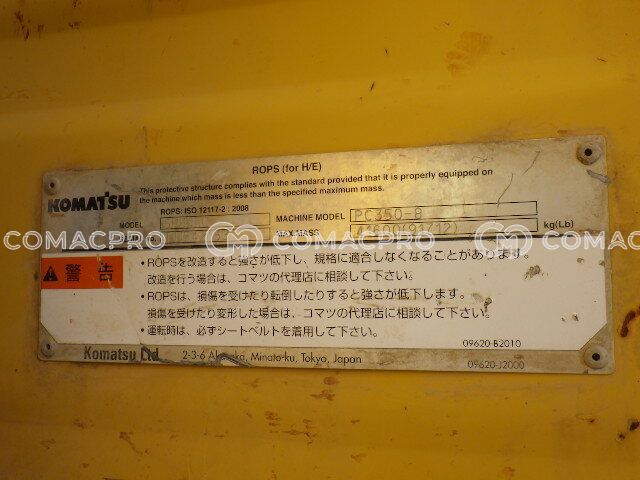 ROPS (for H/E)
This protective structure complies with the standard provided that it is properly equipped on
the machine which mass is less than the specified maximum mass.
KOMATSU
ROPS: ISO 12117-2 : 2008
MODEL
MACHINE MODEL PC350-8
MAX.MASS kg(Lb)
COMACPRO COMACPRO COMACPRO
警告
・ROPSを改造すると強さが低下し、規格に適合しなくなることがあります。
改造を行う場合は、コマツの代理店に相談して下さい。
・ROPSは、損傷を受けたり転倒したりすると強さが低下します。
損傷を受けたり変形した場合は、コマツの代理店に相談して下さい。
・運転時は、必ずシートベルトを着用して下さい。
09620-B2010
Komatsu Ltd. 2-3-6 Akasaka, Minato-ku, Tokyo, Japan
09620-J2000